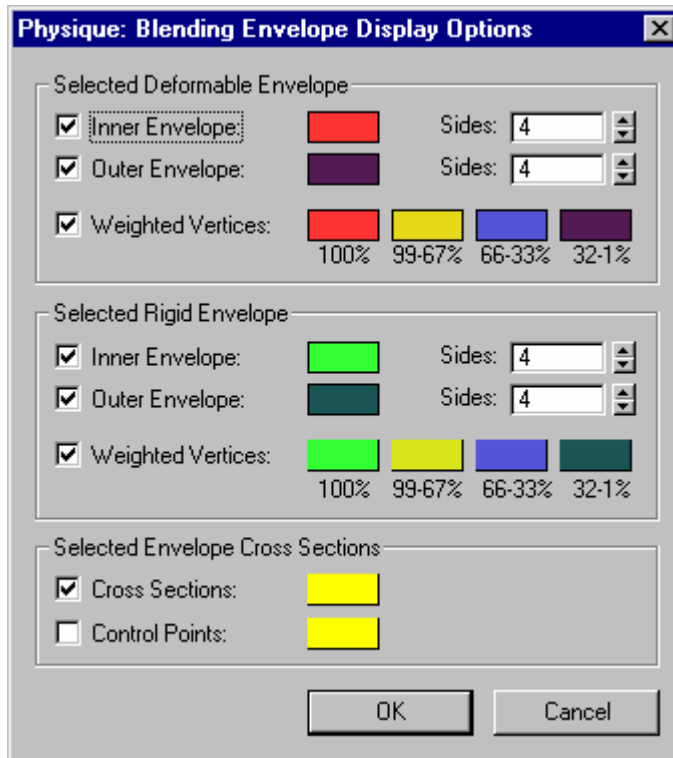 Physique: Blending Envelope Display Options
Selected Deformable Envelope
Inner Envelope: Sides: 4
Outer Envelope: Sides: 4
Weighted Vertices:
100% 99-67% 66-33% 32-1%
Selected Rigid Envelope
Inner Envelope: Sides: 4
Outer Envelope: Sides: 4
Weighted Vertices:
100% 99-67% 66-33% 32-1%
Selected Envelope Cross Sections
Cross Sections:
Control Points:
OK Cancel